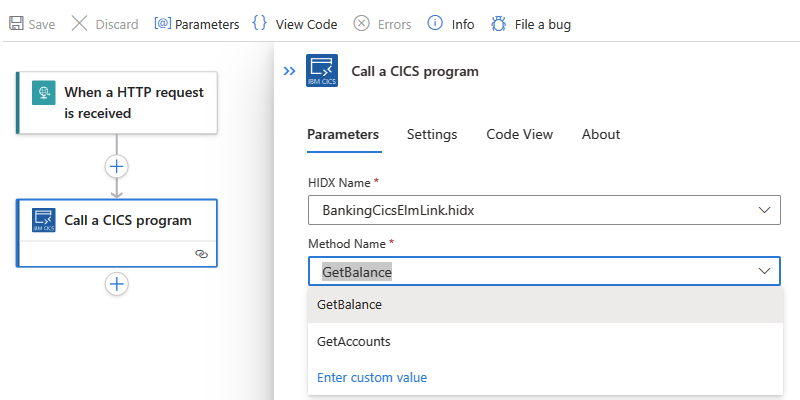 Save Discard [@] Parameters {} View Code Errors Info File a bug
When a HTTP request
is received
Call a CICS program
IBM CICS
IBM CICS
Call a CICS program
Parameters Settings Code View About
HIDX Name *
BankingCicsElmLink.hidx
Method Name *
GetBalance
GetBalance
GetAccounts
Enter custom value